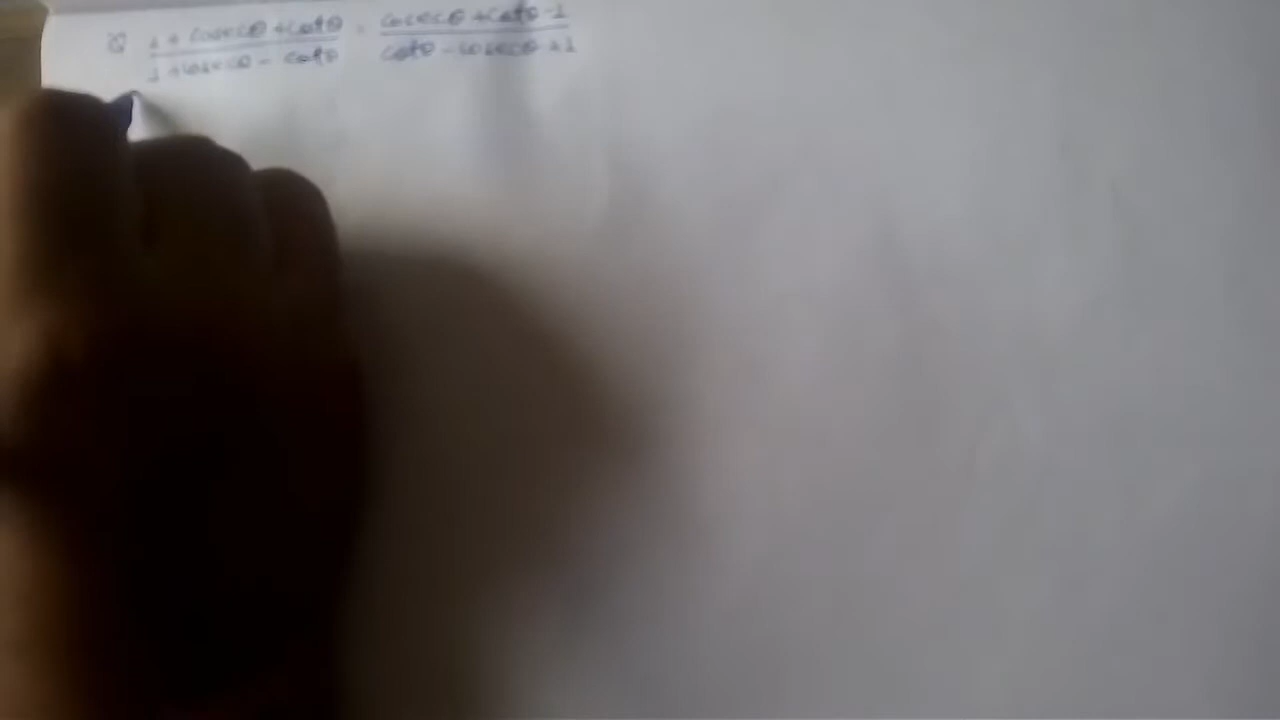 Q 1 + cosecθ + cotθ / 1 + cosecθ - cotθ = cosecθ + cotθ - 1 / cotθ - cosecθ + 1